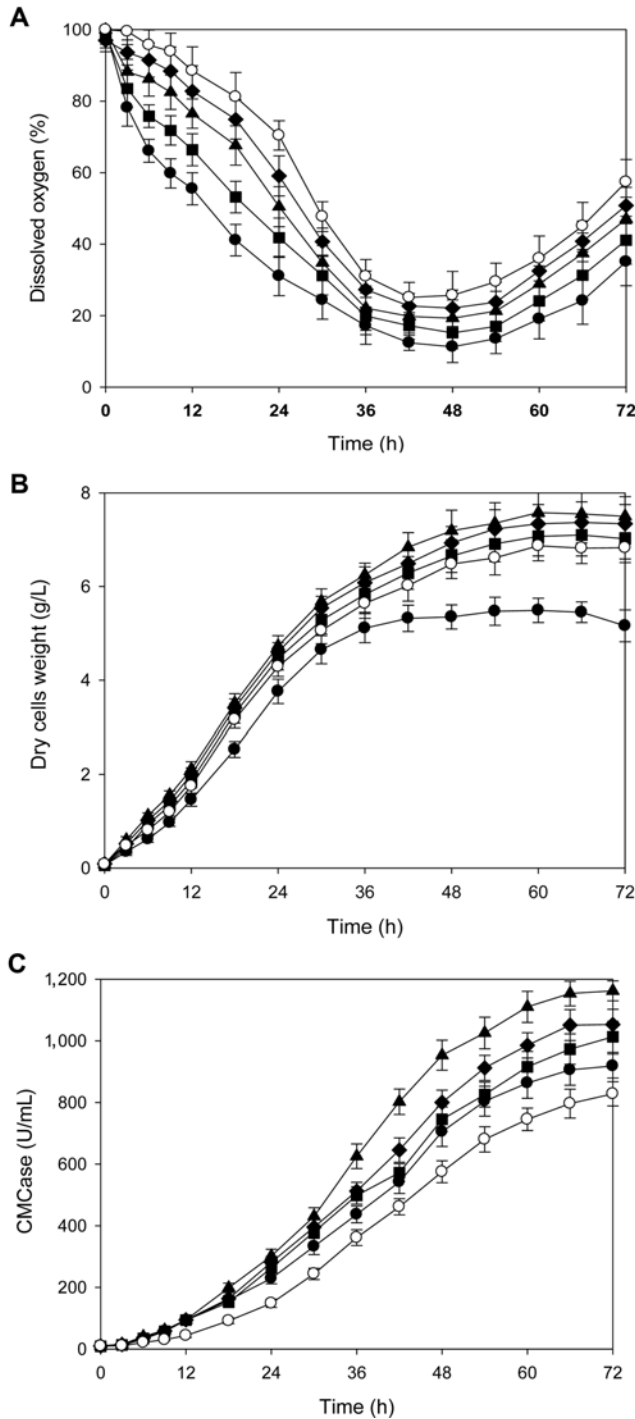 A
100
80
60
40
20
0
Dissolved oxygen (%)
0 12 24 36 48 60 72
Time (h)
B
8
6
4
2
0
Dry cells weight (g/L)
0 12 24 36 48 60 72
Time (h)
C
1,200
1,000
800
600
400
200
0
CMCase (U/mL)
0 12 24 36 48 60 72
Time (h)